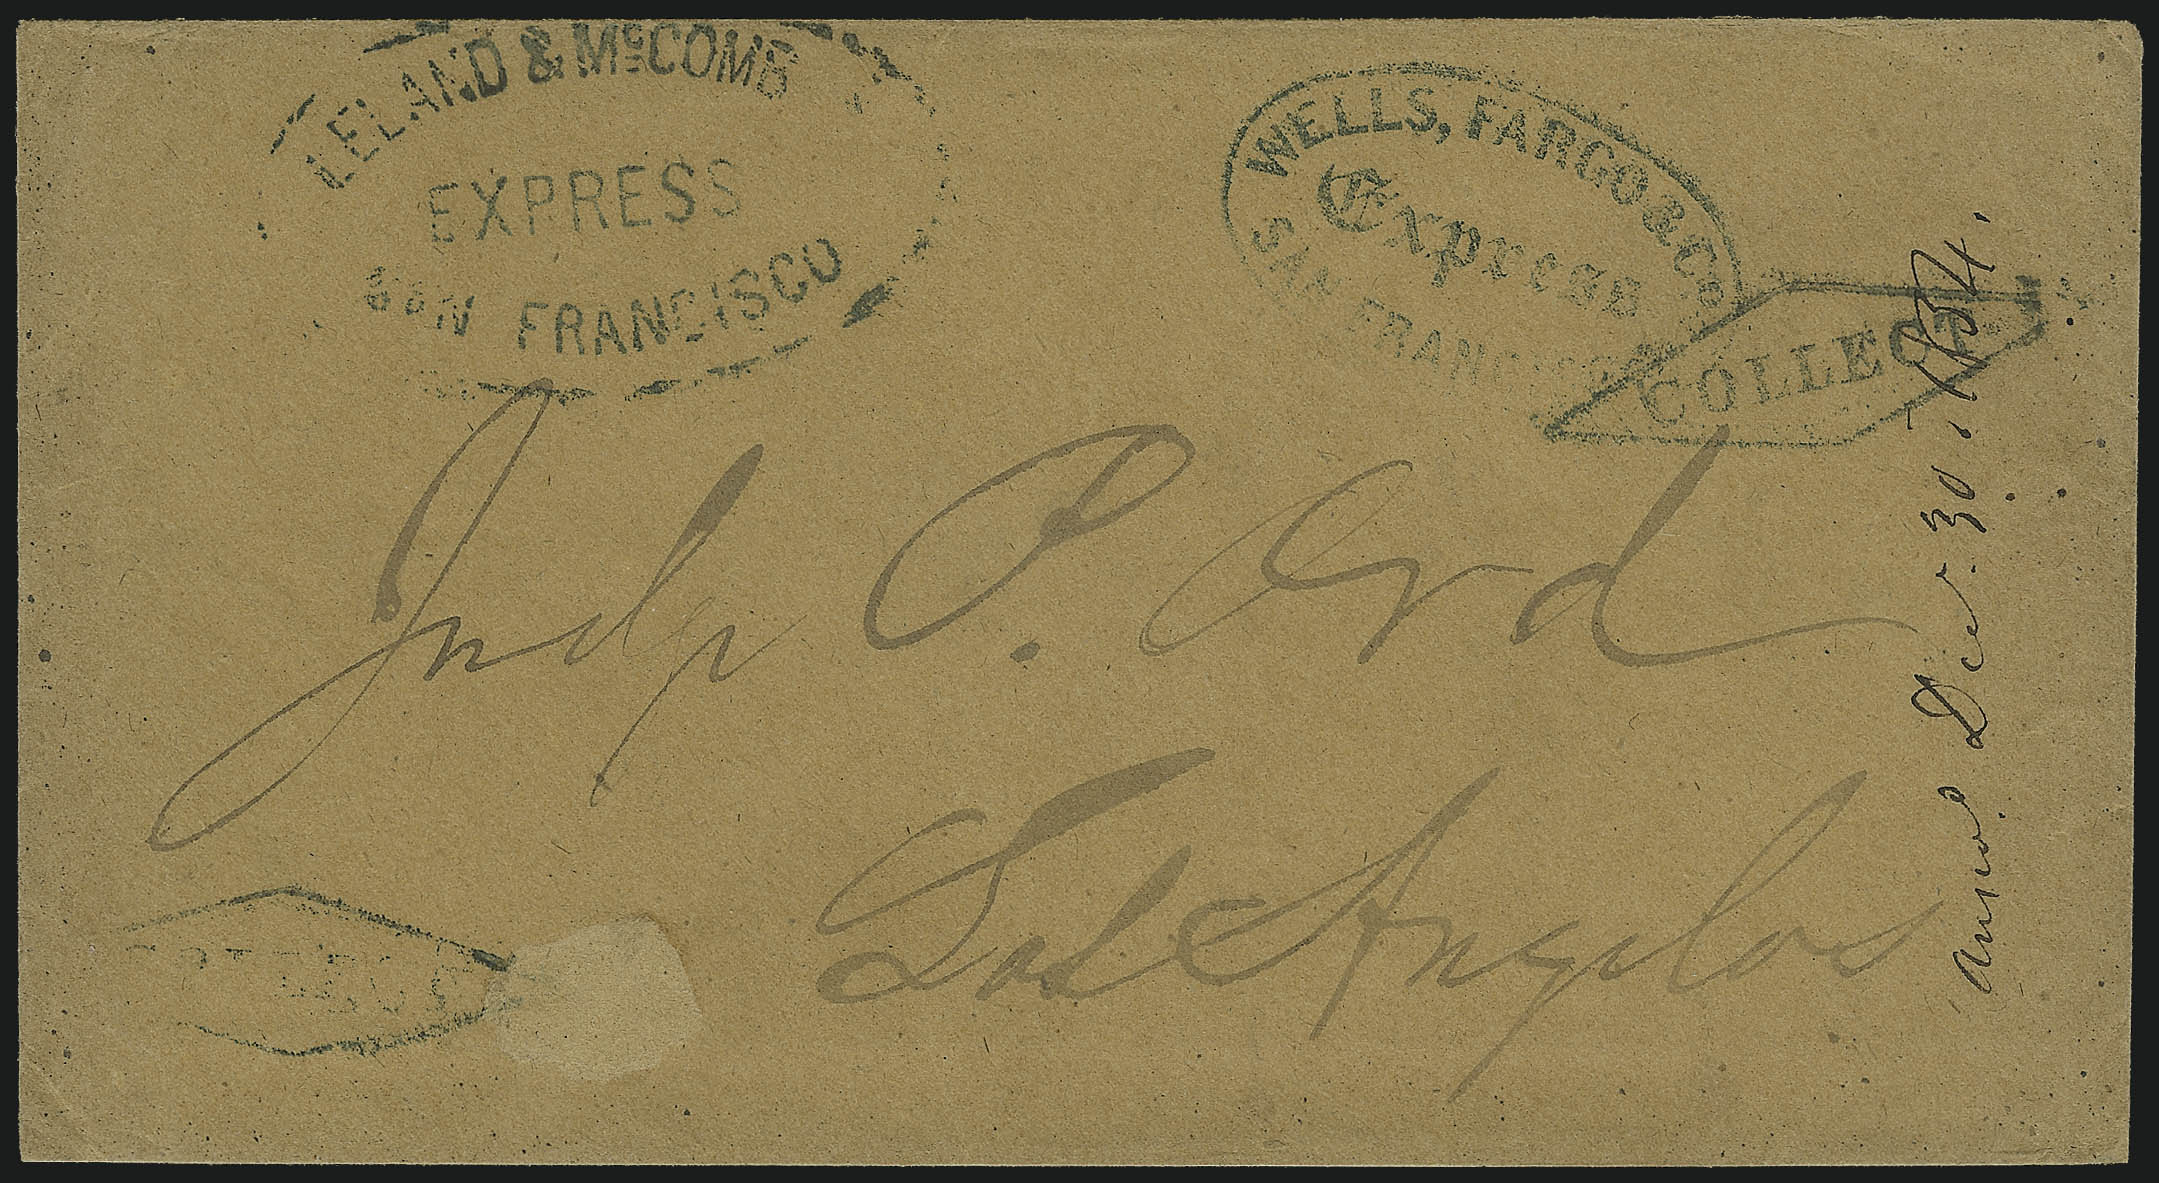 LELAND & McCOMB
EXPRESS
SAN FRANCISCO
WELLS, FARGO & Co
Express
SAN FRANCISCO
COLLECT
Judge P. Ord
Los Angelos
COLLECT
Answd Dec. 30. 1854.